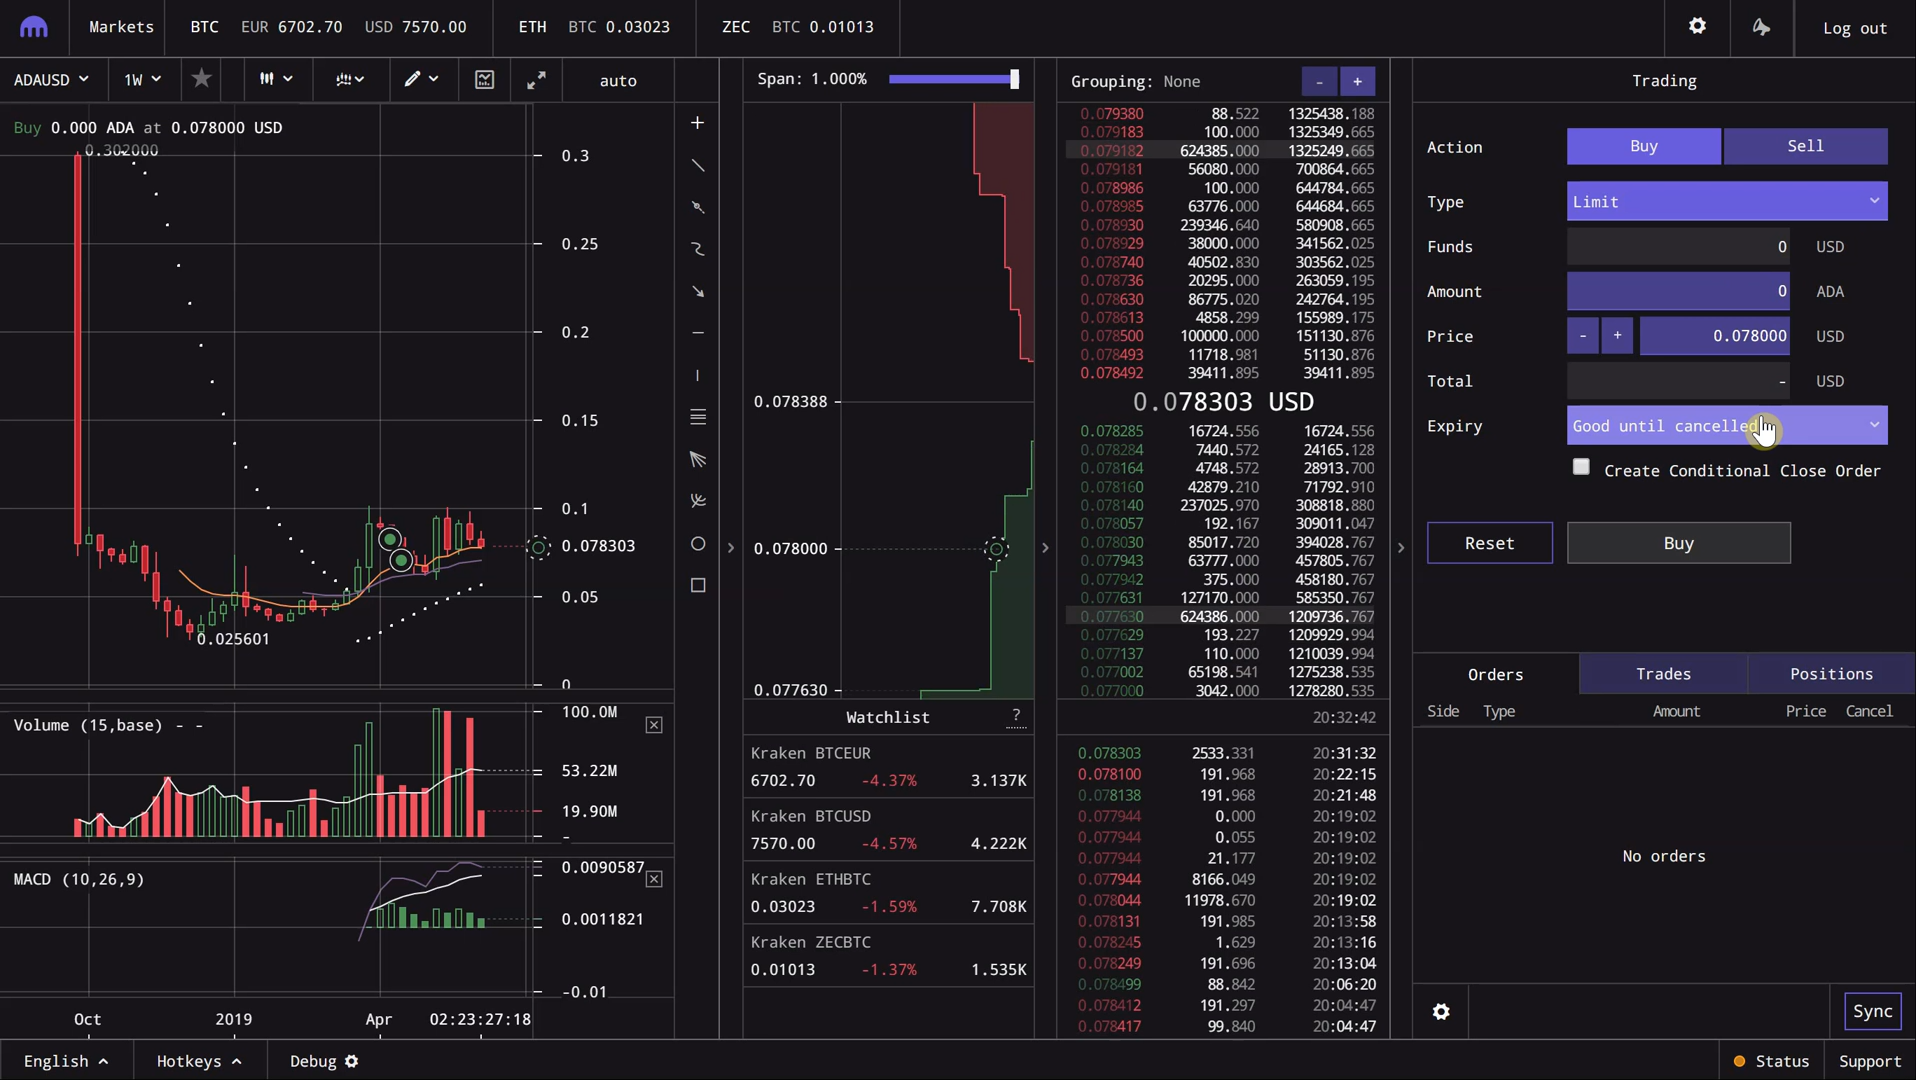 Markets
BTC EUR 6702.70 USD 7570.00
ETH BTC 0.03023
ZEC BTC 0.01013
Log out
ADAUSD 1W auto
Buy 0.000 ADA at 0.078000 USD
0.302000
0.3
0.25
0.2
0.15
0.1
0.078303
0.05
0.025601
0
Volume (15,base) - -
100.0M
53.22M
19.90M
-
MACD (10,26,9)
0.0090587
0.0011821
-0.01
Oct 2019 Apr 02:23:27:18
Span: 1.000%
0.078388
0.078000
0.077630
Watchlist ?
Kraken BTCEUR
6702.70 -4.37% 3.137K
Kraken BTCUSD
7570.00 -4.57% 4.222K
Kraken ETHBTC
0.03023 -1.59% 7.708K
Kraken ZECBTC
0.01013 -1.37% 1.535K
Grouping: None - +
0.079380 88.522 1325438.188
0.079183 100.000 1325349.665
0.079182 624385.000 1325249.665
0.079181 56080.000 700864.665
0.078986 100.000 644784.665
0.078985 63776.000 644684.665
0.078930 239346.640 580908.665
0.078929 38000.000 341562.025
0.078740 40502.830 303562.025
0.078736 20295.000 263059.195
0.078630 86775.020 242764.195
0.078613 4858.299 155989.175
0.078500 100000.000 151130.876
0.078493 11718.981 51130.876
0.078492 39411.895 39411.895
0.078303 USD
0.078285 16724.556 16724.556
0.078284 7440.572 24165.128
0.078164 4748.572 28913.700
0.078160 42879.210 71792.910
0.078140 237025.970 308818.880
0.078057 192.167 309011.047
0.078030 85017.720 394028.767
0.077943 63777.000 457805.767
0.077942 375.000 458180.767
0.077631 127170.000 585350.767
0.077630 624386.000 1209736.767
0.077629 193.227 1209929.994
0.077137 110.000 1210039.994
0.077002 65198.541 1275238.535
0.077000 3042.000 1278280.535
20:32:42
0.078303 2533.331 20:31:32
0.078100 191.968 20:22:15
0.078138 191.968 20:21:48
0.077944 0.000 20:19:02
0.077944 0.055 20:19:02
0.077944 21.177 20:19:02
0.077944 8166.049 20:19:02
0.078044 11978.670 20:19:02
0.078131 191.985 20:13:58
0.078245 1.629 20:13:16
0.078249 191.696 20:13:04
0.078499 88.842 20:06:20
0.078412 191.297 20:04:47
0.078417 99.840 20:04:47
Trading
Action Buy Sell
Type Limit
Funds 0 USD
Amount 0 ADA
Price - + 0.078000 USD
Total - USD
Expiry Good until cancelled
Create Conditional Close Order
Reset Buy
Orders Trades Positions
Side Type Amount Price Cancel
No orders
Sync
English Hotkeys Debug
Status Support